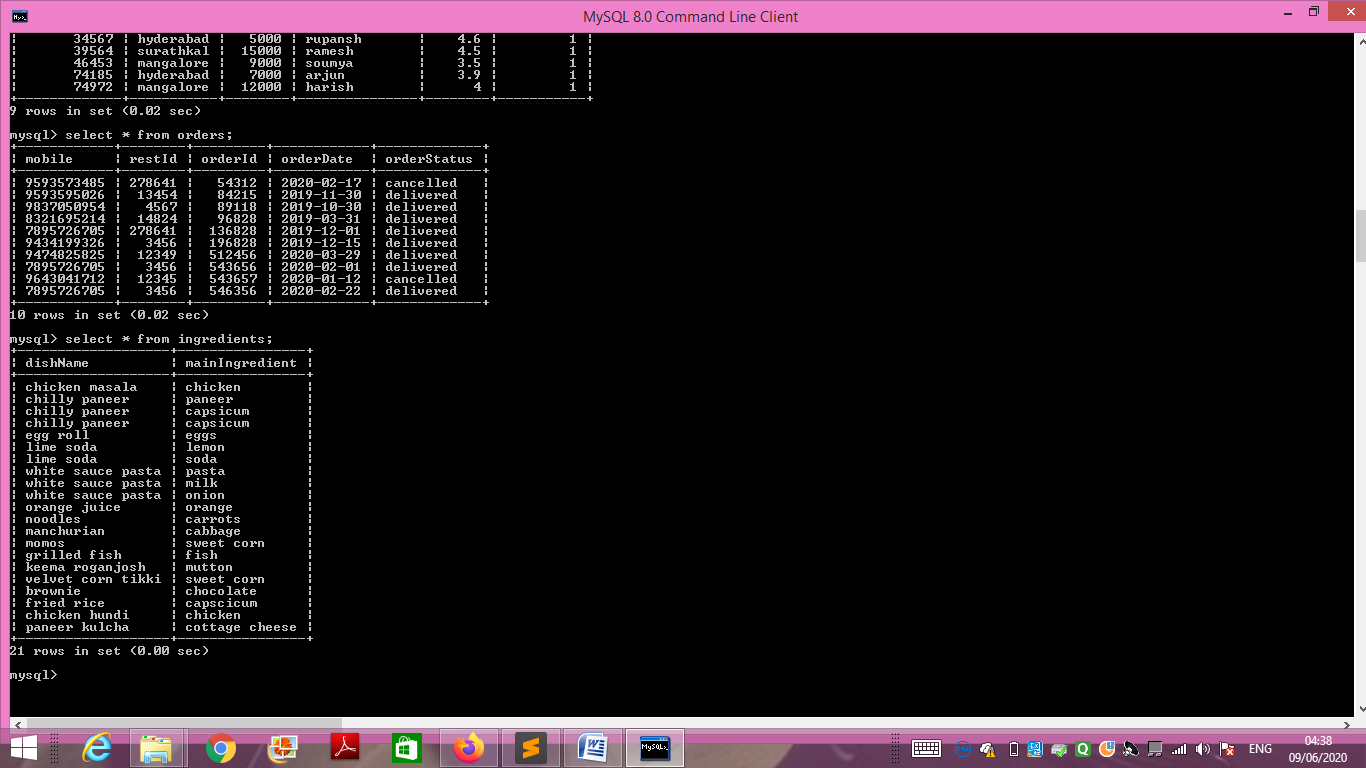 MySQL 8.0 Command Line Client
| 34567 | hyderabad | 5000 | rupansh | 4.6 | 1 |
| 39564 | surathkal | 15000 | ramesh | 4.5 | 1 |
| 46453 | mangalore | 9000 | soumya | 3.5 | 1 |
| 74185 | hyderabad | 7000 | arjun | 3.9 | 1 |
| 74972 | mangalore | 12000 | harish | 4 | 1 |
9 rows in set (0.02 sec)
mysql> select * from orders;
| mobile | restId | orderId | orderDate | orderStatus |
| 9593573485 | 278641 | 54312 | 2020-02-17 | cancelled |
| 9593595026 | 13454 | 84215 | 2019-11-30 | delivered |
| 9837050954 | 4567 | 89118 | 2019-10-30 | delivered |
| 8321695214 | 14824 | 96828 | 2019-03-31 | delivered |
| 7895726705 | 278641 | 136828 | 2019-12-01 | delivered |
| 9434199326 | 3456 | 196828 | 2019-12-15 | delivered |
| 9474825825 | 12349 | 512456 | 2020-03-29 | delivered |
| 7895726705 | 3456 | 543656 | 2020-02-01 | delivered |
| 9643041712 | 12345 | 543657 | 2020-01-12 | cancelled |
| 7895726705 | 3456 | 546356 | 2020-02-22 | delivered |
10 rows in set (0.02 sec)
mysql> select * from ingredients;
| dishName | mainIngredient |
| chicken masala | chicken |
| chilly paneer | paneer |
| chilly paneer | capsicum |
| chilly paneer | capsicum |
| egg roll | eggs |
| lime soda | lemon |
| lime soda | soda |
| white sauce pasta | pasta |
| white sauce pasta | milk |
| white sauce pasta | onion |
| orange juice | orange |
| noodles | carrots |
| manchurian | cabbage |
| momos | sweet corn |
| grilled fish | fish |
| keema roganjosh | mutton |
| velvet corn tikki | sweet corn |
| brownie | chocolate |
| fried rice | capscicum |
| chicken hundi | chicken |
| paneer kulcha | cottage cheese |
21 rows in set (0.00 sec)
mysql>
ENG
04:38
09/06/2020